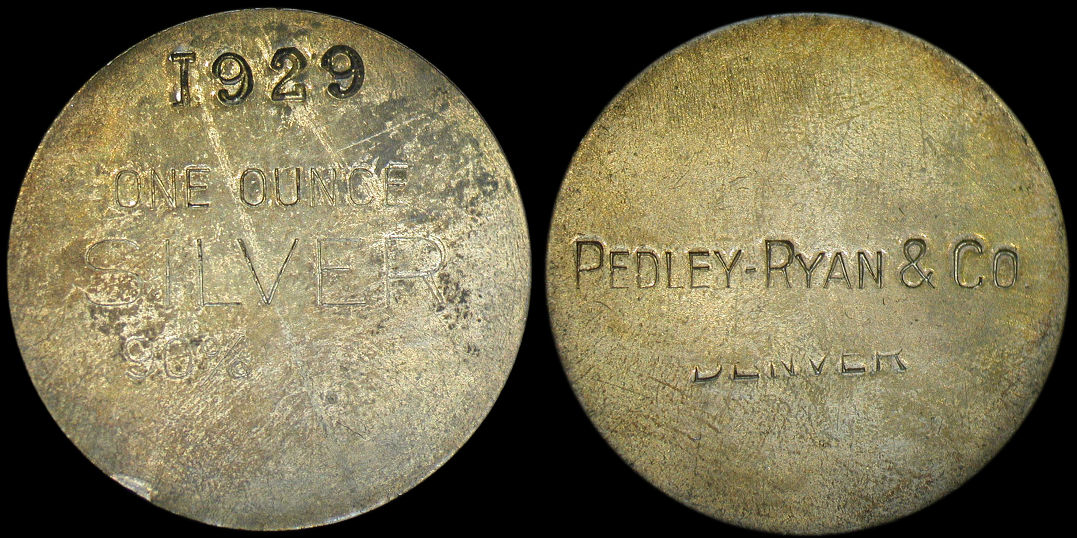 1929
ONE OUNCE
SILVER
90%
PEDLEY-RYAN & CO.
DENVER